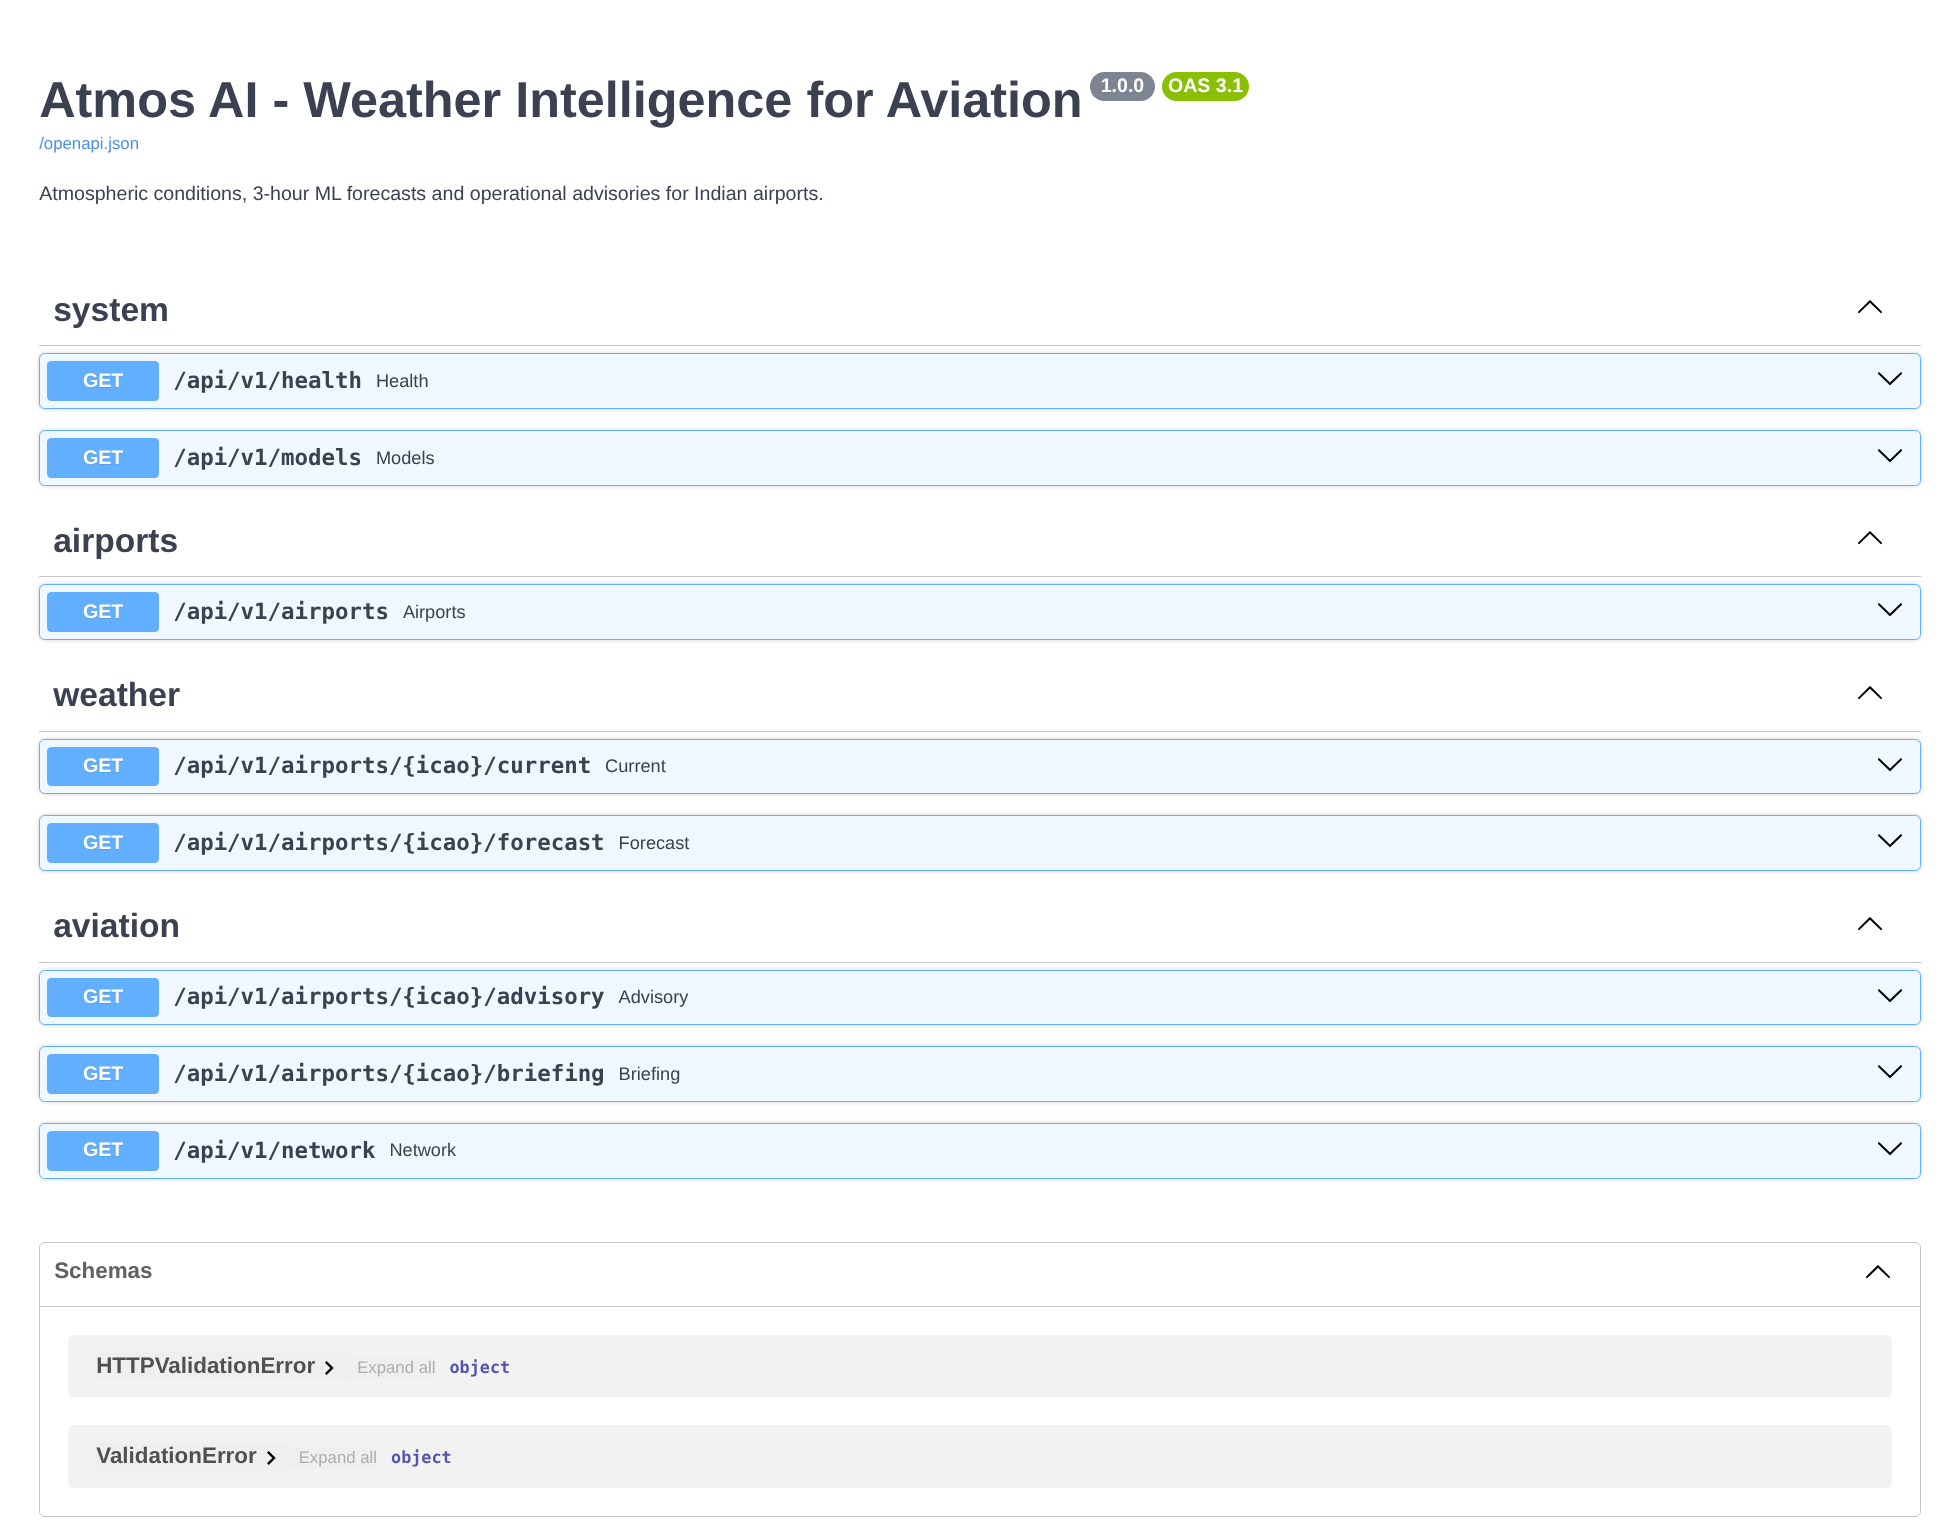 Atmos AI - Weather Intelligence for Aviation 1.0.0 OAS 3.1
/openapi.json
Atmospheric conditions, 3-hour ML forecasts and operational advisories for Indian airports.
system
GET /api/v1/health Health
GET /api/v1/models Models
airports
GET /api/v1/airports Airports
weather
GET /api/v1/airports/{icao}/current Current
GET /api/v1/airports/{icao}/forecast Forecast
aviation
GET /api/v1/airports/{icao}/advisory Advisory
GET /api/v1/airports/{icao}/briefing Briefing
GET /api/v1/network Network
Schemas
HTTPValidationError Expand all object
ValidationError Expand all object